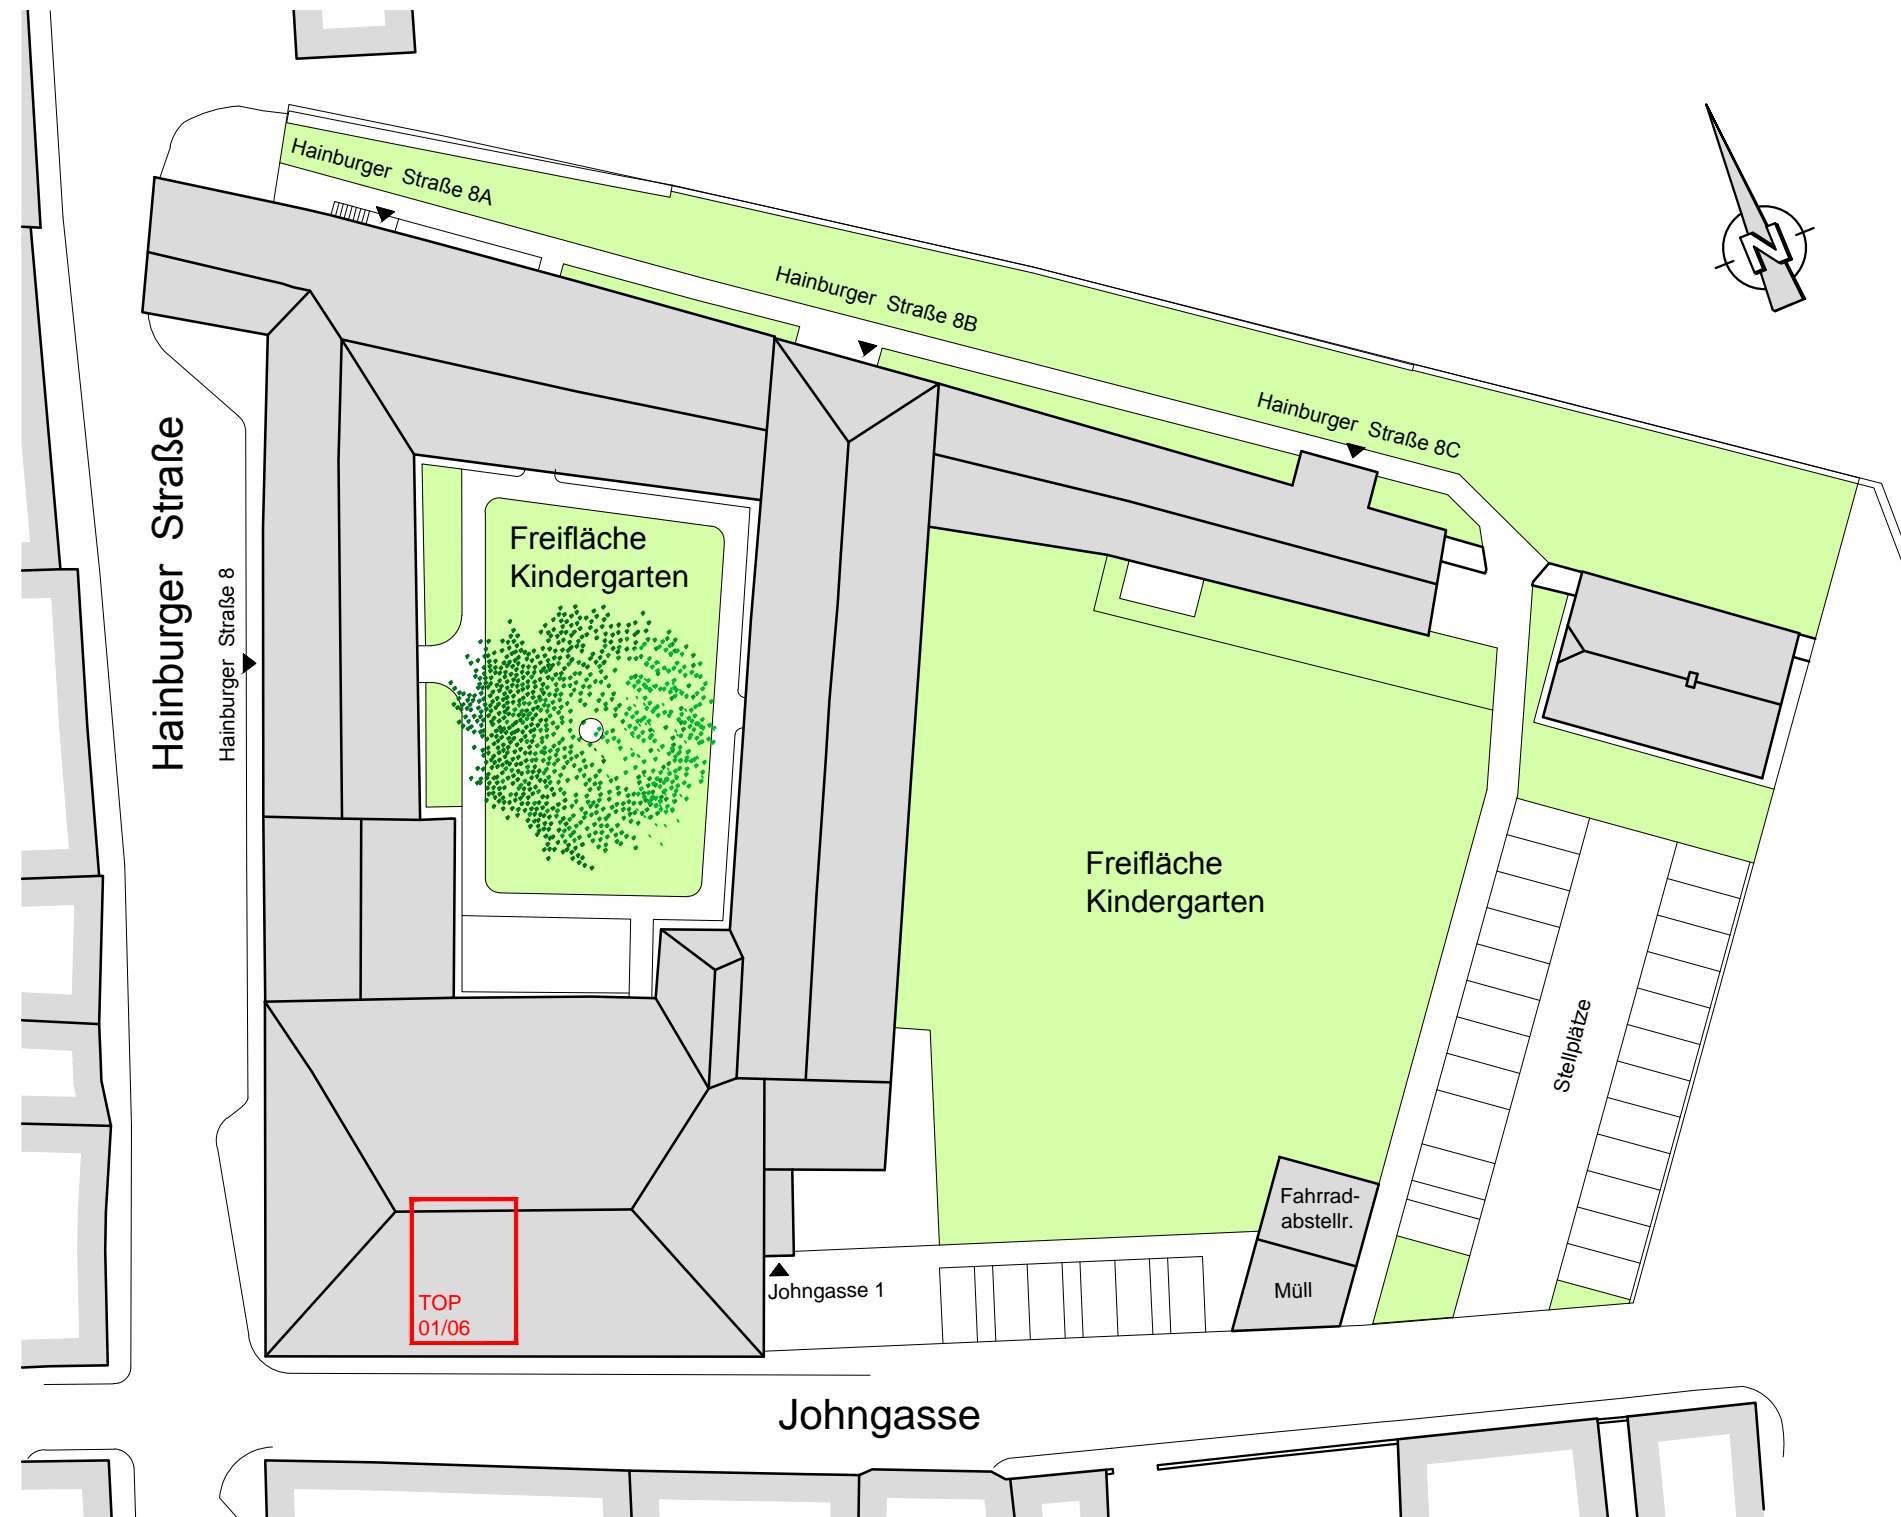 Hainburger Straße 8A
Hainburger Straße 8B
Hainburger Straße 8C
N
Hainburger Straße
Hainburger Straße 8
Freifläche
Kindergarten
Freifläche
Kindergarten
Stellplätze
Fahrrad-
abstellr.
Müll
Johngasse 1
TOP
01/06
Johngasse